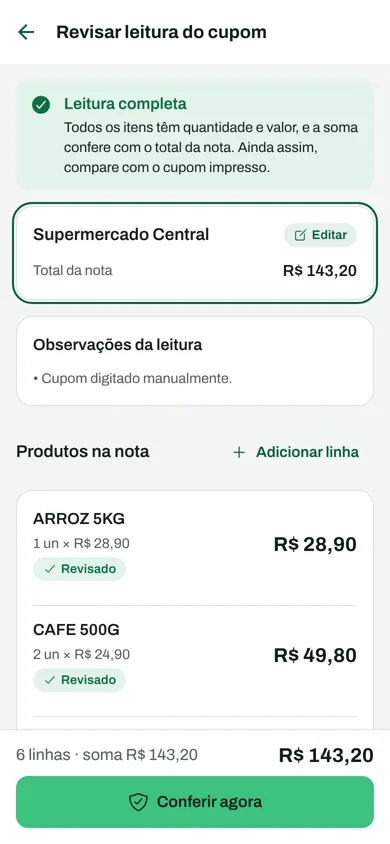 Revisar leitura do cupom
Leitura completa
Todos os itens têm quantidade e valor, e a soma
confere com o total da nota. Ainda assim,
compare com o cupom impresso.
Supermercado Central
Editar
Total da nota
R$ 143,20
Observações da leitura
• Cupom digitado manualmente.
Produtos na nota
Adicionar linha
ARROZ 5KG
1 un × R$ 28,90
R$ 28,90
Revisado
CAFE 500G
2 un × R$ 24,90
R$ 49,80
Revisado
6 linhas · soma R$ 143,20
R$ 143,20
Conferir agora